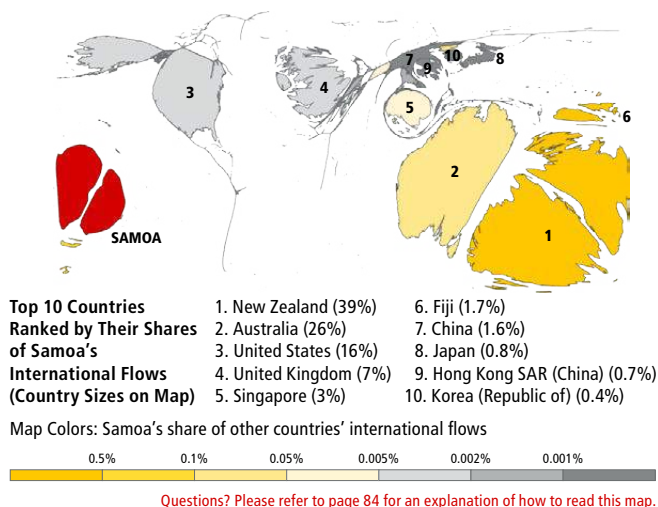 10
7
8
9
3
4
5
6
2
SAMOA
1
Top 10 Countries
Ranked by Their Shares
of Samoa's
International Flows
(Country Sizes on Map)
1. New Zealand (39%)
2. Australia (26%)
3. United States (16%)
4. United Kingdom (7%)
5. Singapore (3%)
6. Fiji (1.7%)
7. China (1.6%)
8. Japan (0.8%)
9. Hong Kong SAR (China) (0.7%)
10. Korea (Republic of) (0.4%)
Map Colors: Samoa's share of other countries' international flows
0.5% 0.1% 0.05% 0.005% 0.002% 0.001%
Questions? Please refer to page 84 for an explanation of how to read this map.